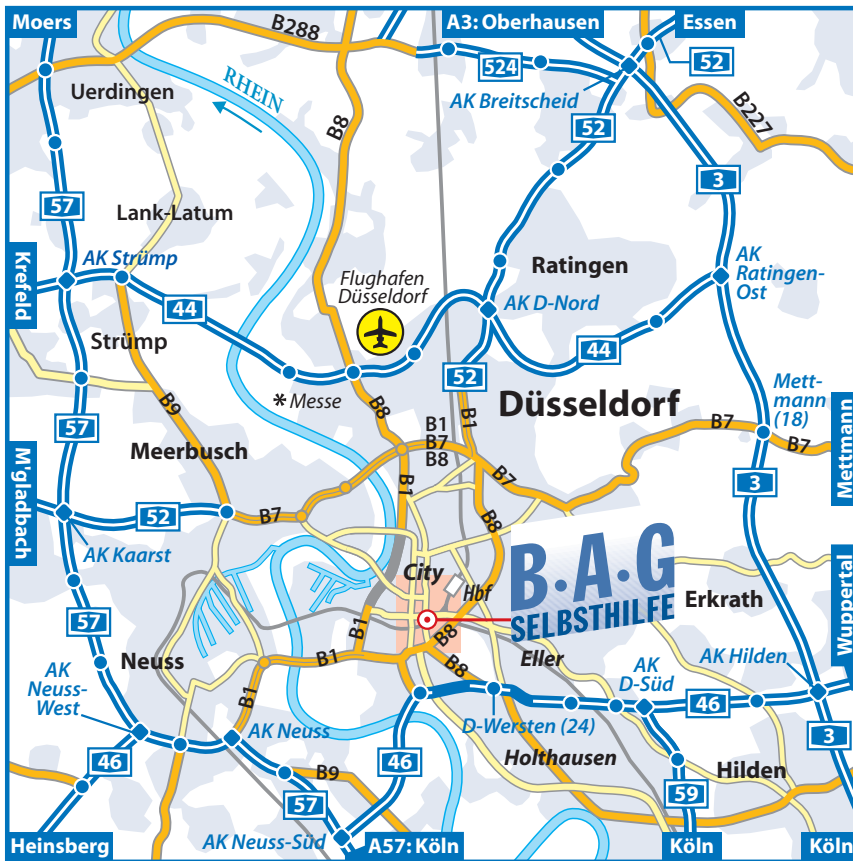 Moers
B288
A3: Oberhausen
Essen
524
52
Uerdingen
RHEIN
B8
AK Breitscheid
52
B227
3
57
Lank-Latum
AK Strümp
Krefeld
Flughafen
Düsseldorf
Ratingen
AK
Ratingen-
Ost
44
AK D-Nord
Strümp
44
52
* Messe
B9
B8
B1
Düsseldorf
Mett-
mann
(18)
57
Meerbusch
B1
B7
B8
B7
B7
Mettmann
M'gladbach
B1
B7
3
52
B7
B8
AK Kaarst
City
Hbf
B·A·G
SELBSTHILFE
Erkrath
Wuppertal
57
B1
B8
Neuss
B1
B8
Eller
AK
D-Süd
AK Hilden
AK
Neuss-
West
B1
46
AK Neuss
D-Wersten (24)
3
46
46
Holthausen
Hilden
B9
57
59
Heinsberg
AK Neuss-Süd
A57: Köln
Köln
Köln